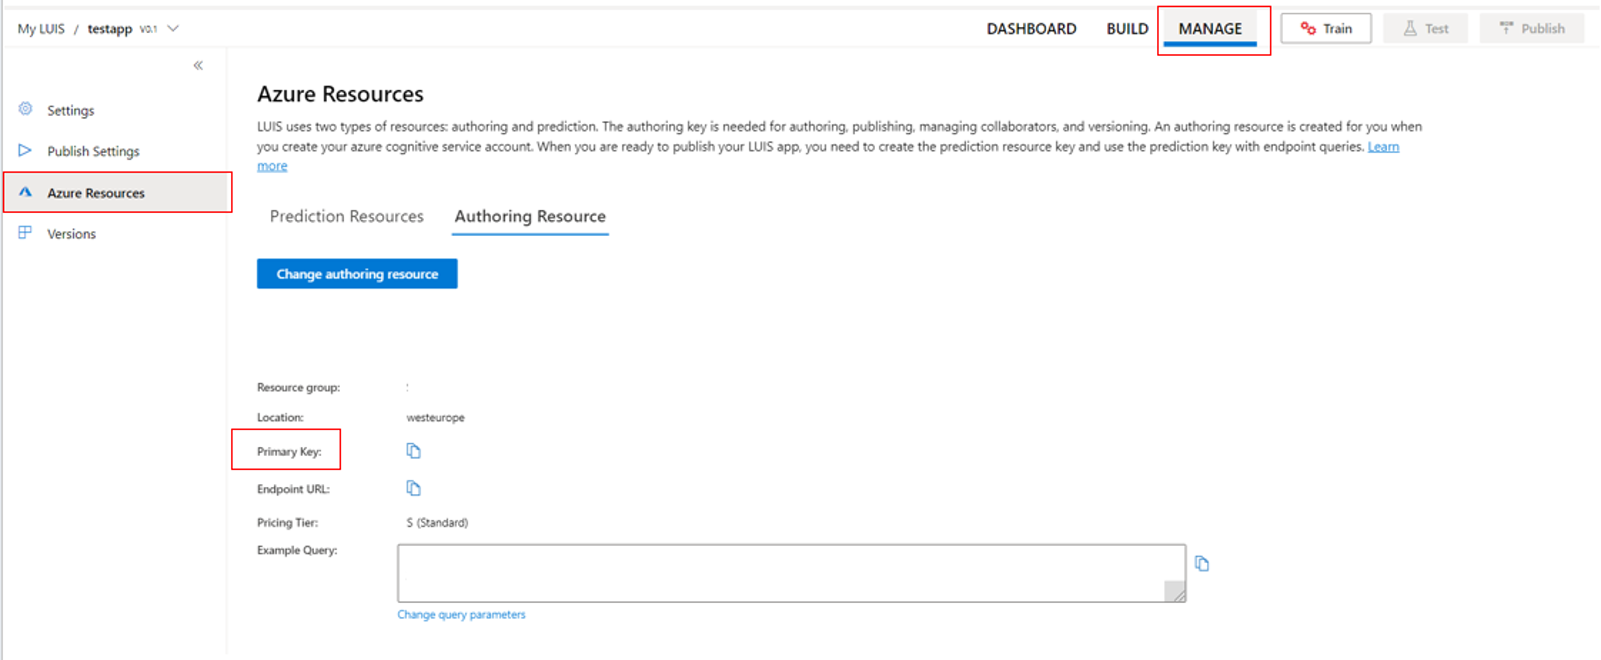 My LUIS / testapp V0.1
DASHBOARD BUILD MANAGE Train Test Publish
«
Settings
Publish Settings
Azure Resources
Versions
Azure Resources
LUIS uses two types of resources: authoring and prediction. The authoring key is needed for authoring, publishing, managing collaborators, and versioning. An authoring resource is created for you when
you create your azure cognitive service account. When you are ready to publish your LUIS app, you need to create the prediction resource key and use the prediction key with endpoint queries. Learn
more
Prediction Resources Authoring Resource
Change authoring resource
Resource group:
Location: westeurope
Primary Key:
Endpoint URL:
Pricing Tier: S (Standard)
Example Query:
Change query parameters